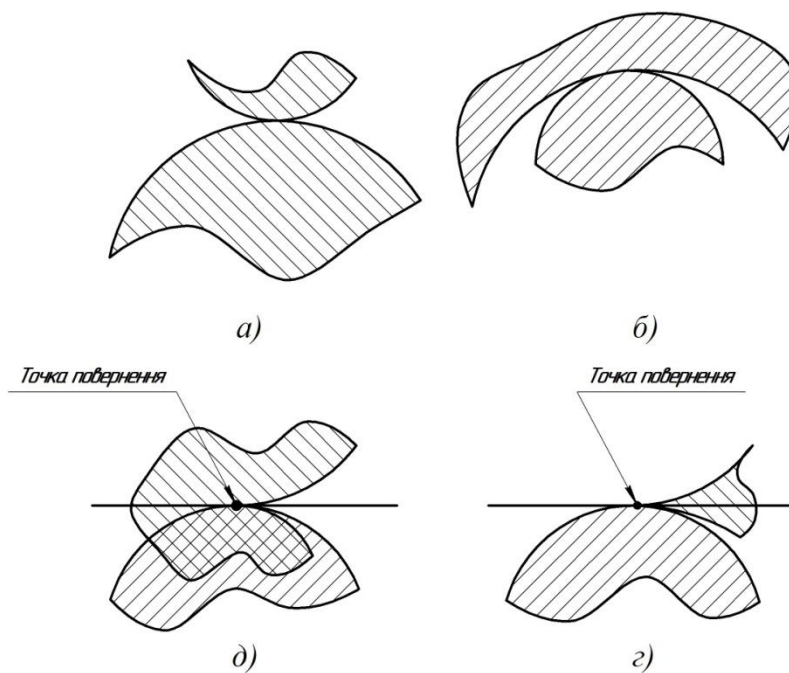 а)
б)
Точка повернення
Точка повернення
д)
г)